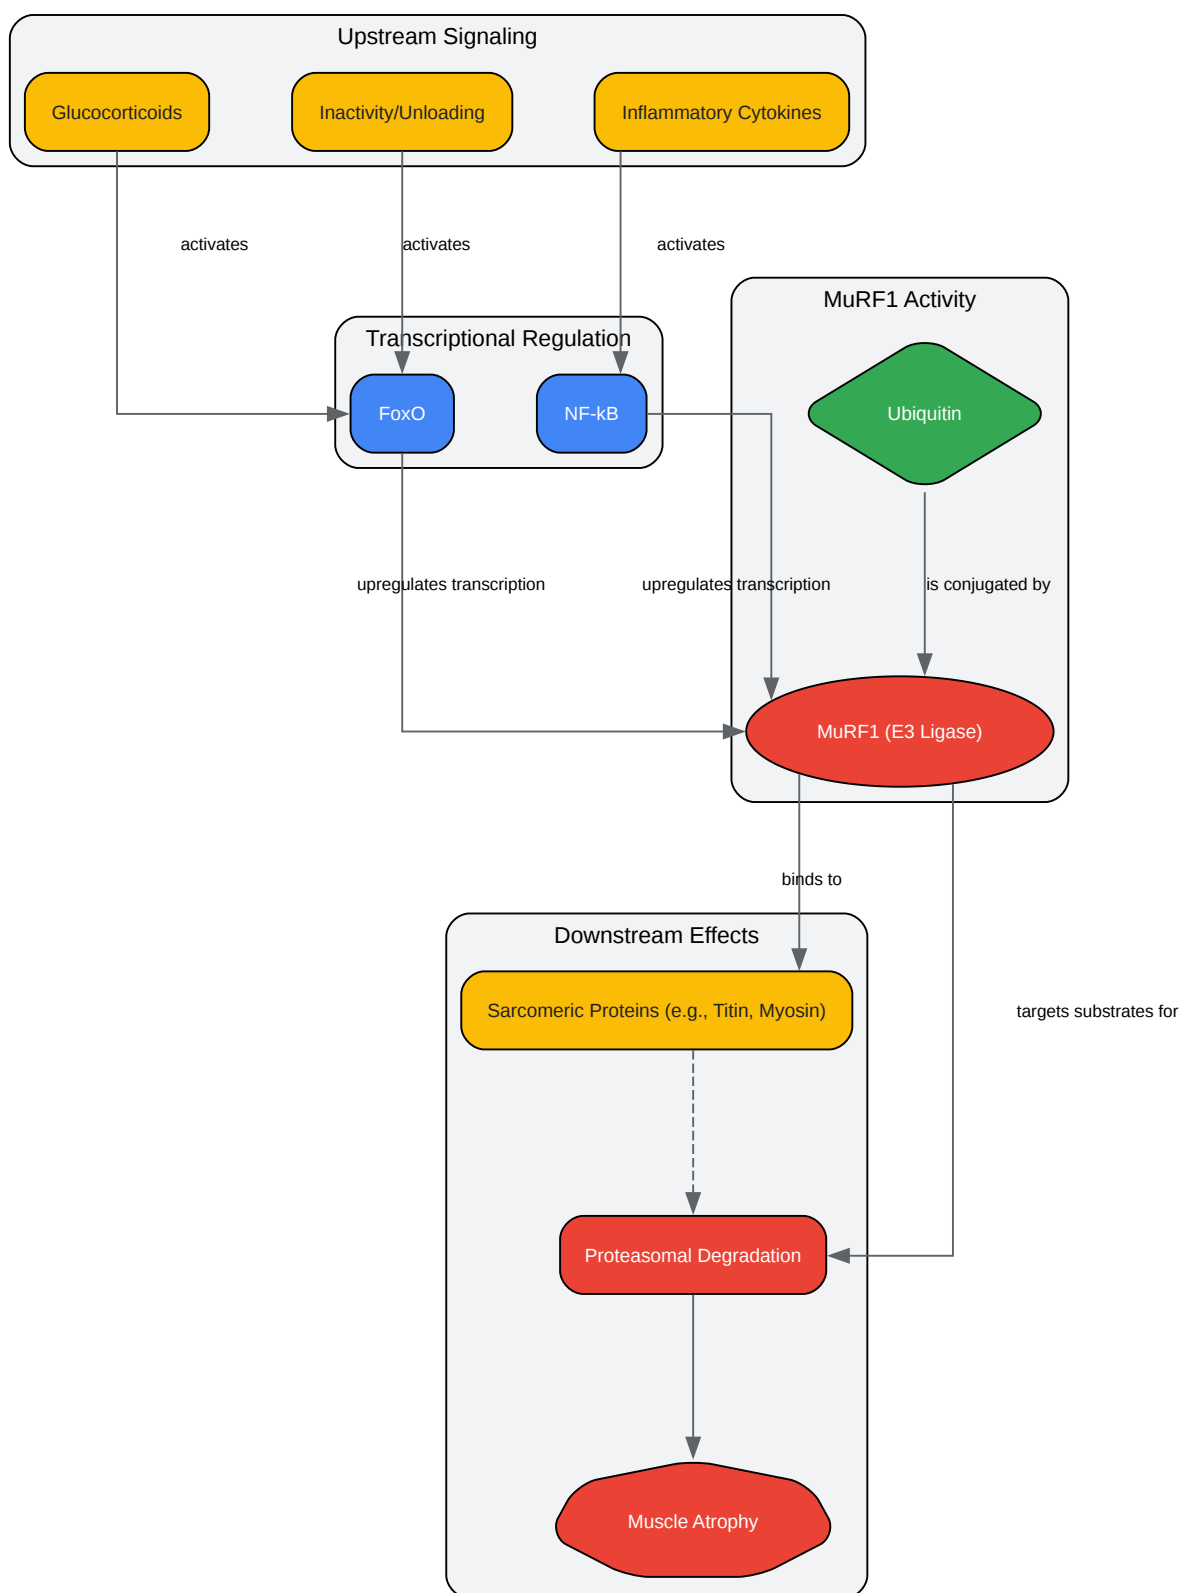 Upstream Signaling
Glucocorticoids
Inactivity/Unloading
Inflammatory Cytokines
activates
activates
activates
MuRF1 Activity
Transcriptional Regulation
FoxO
NF-kB
Ubiquitin
upregulates transcription
upregulates transcription
is conjugated by
MuRF1 (E3 Ligase)
binds to
Downstream Effects
Sarcomeric Proteins (e.g., Titin, Myosin)
targets substrates for
Proteasomal Degradation
Muscle Atrophy